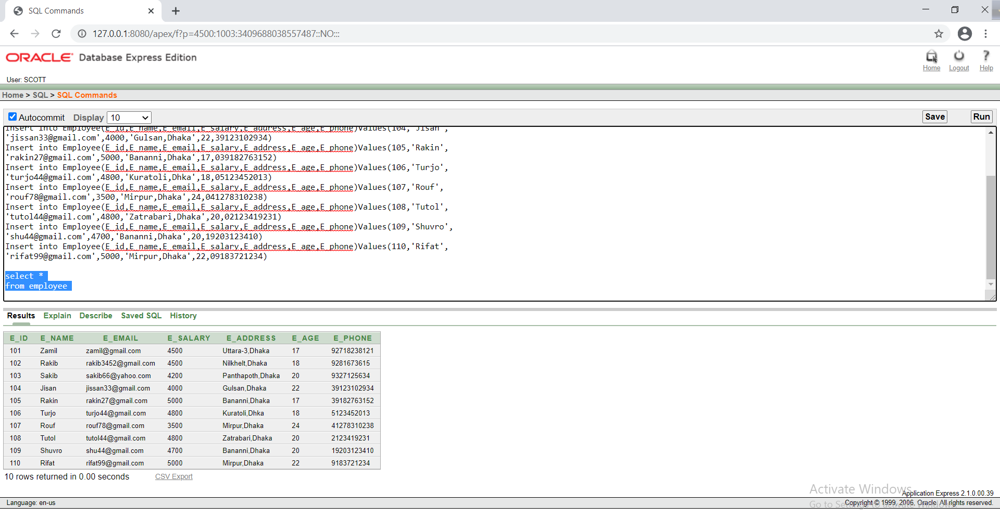 SQL Commands
127.0.0.1:8080/apex/f?p=4500:1003:3409688038557487::NO:::
ORACLE Database Express Edition
Home Logout Help
User: SCOTT
Home > SQL > SQL Commands
Autocommit Display 10 Save Run
Insert into Employee(E_id,E_name,E_email,E_salary,E_address,E_age,E_phone)Values(104,'Jisan',
'jissan33@gmail.com',4000,'Gulsan,Dhaka',22,39123102934)
Insert into Employee(E_id,E_name,E_email,E_salary,E_address,E_age,E_phone)Values(105,'Rakin',
'rakin27@gmail.com',5000,'Bananni,Dhaka',17,039182763152)
Insert into Employee(E_id,E_name,E_email,E_salary,E_address,E_age,E_phone)Values(106,'Turjo',
'turjo44@gmail.com',4800,'Kuratoli,Dhka',18,05123452013)
Insert into Employee(E_id,E_name,E_email,E_salary,E_address,E_age,E_phone)Values(107,'Rouf',
'rouf78@gmail.com',3500,'Mirpur,Dhaka',24,041278310238)
Insert into Employee(E_id,E_name,E_email,E_salary,E_address,E_age,E_phone)Values(108,'Tutol',
'tutol44@gmail.com',4800,'Zatrabari,Dhaka',20,02123419231)
Insert into Employee(E_id,E_name,E_email,E_salary,E_address,E_age,E_phone)Values(109,'Shuvro',
'shu44@gmail.com',4700,'Bananni,Dhaka',20,19203123410)
Insert into Employee(E_id,E_name,E_email,E_salary,E_address,E_age,E_phone)Values(110,'Rifat',
'rifat99@gmail.com',5000,'Mirpur,Dhaka',22,09183721234)
select *
from employee
Results Explain Describe Saved SQL History
E_ID E_NAME E_EMAIL E_SALARY E_ADDRESS E_AGE E_PHONE
101 Zamil zamil@gmail.com 4500 Uttara-3,Dhaka 17 92718238121
102 Rakib rakib3452@gmail.com 4500 Nilkhelt,Dhaka 18 9281673615
103 Sakib sakib66@yahoo.com 4200 Panthapoth,Dhaka 20 9327125634
104 Jisan jissan33@gmail.com 4000 Gulsan,Dhaka 22 39123102934
105 Rakin rakin27@gmail.com 5000 Bananni,Dhaka 17 39182763152
106 Turjo turjo44@gmail.com 4800 Kuratoli,Dhka 18 5123452013
107 Rouf rouf78@gmail.com 3500 Mirpur,Dhaka 24 41278310238
108 Tutol tutol44@gmail.com 4800 Zatrabari,Dhaka 20 2123419231
109 Shuvro shu44@gmail.com 4700 Bananni,Dhaka 20 19203123410
110 Rifat rifat99@gmail.com 5000 Mirpur,Dhaka 22 9183721234
10 rows returned in 0.00 seconds CSV Export
Activate Windows
Application Express 2.1.0.00.39
Language: en-us
Go to
Copyright © 1999, 2006, Oracle. All rights reserved.